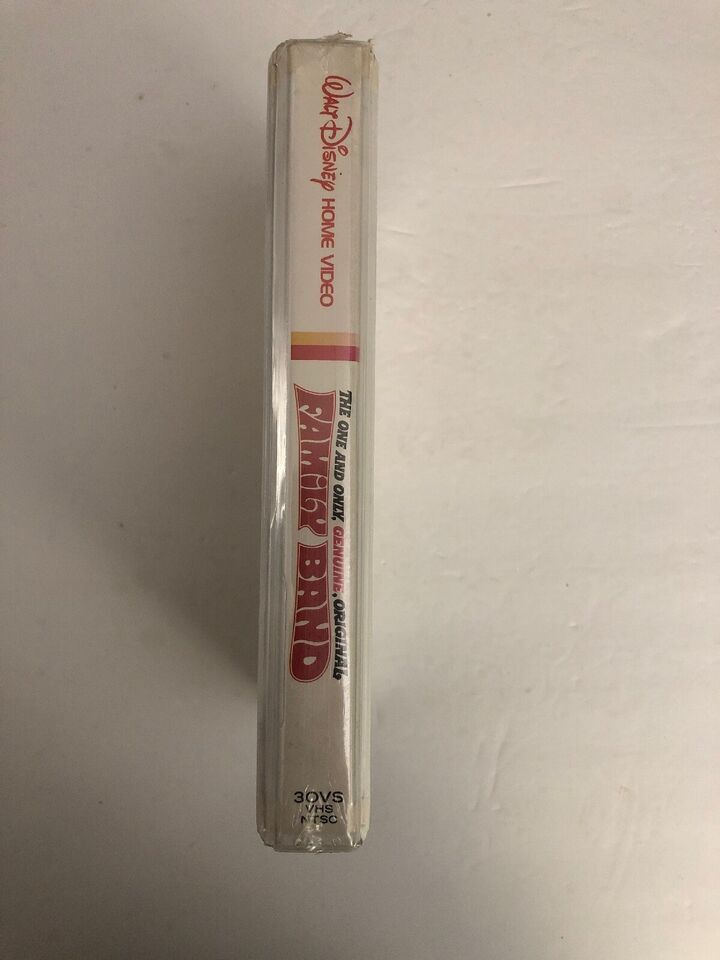 WALT DISNEY HOME VIDEO
THE ONE AND ONLY, GENUINE, ORIGINAL
FAMILY BAND
30VS
VHS
NTSC